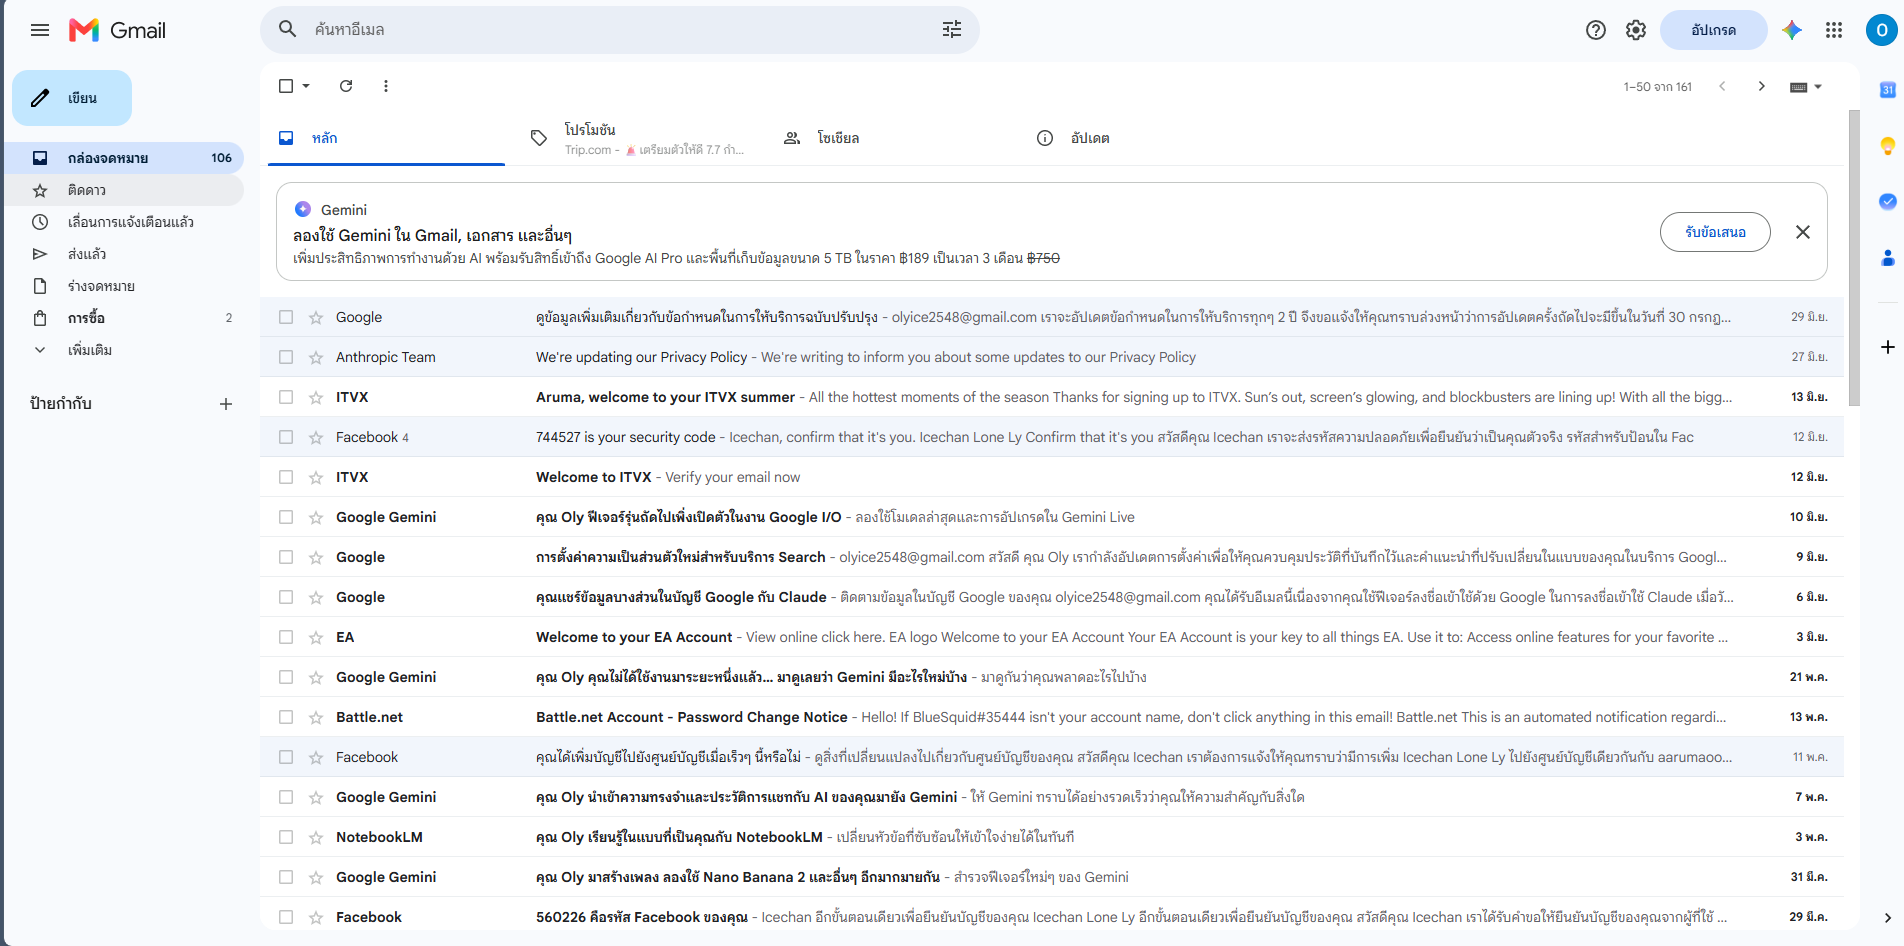 Gmail
ค้นหาอีเมล
อัปเกรด
O
เขียน
กล่องจดหมาย 106
ติดดาว
เลื่อนการแจ้งเตือนแล้ว
ส่งแล้ว
ร่างจดหมาย
การซื้อ 2
เพิ่มเติม
ป้ายกำกับ
1–50 จาก 161
หลัก
โปรโมชัน
Trip.com - เตรียมตัวให้ดี 7.7 กำ...
โซเชียล
อัปเดต
31
Gemini
ลองใช้ Gemini ใน Gmail, เอกสาร และอื่นๆ
เพิ่มประสิทธิภาพการทำงานด้วย AI พร้อมรับสิทธิ์เข้าถึง Google AI Pro และพื้นที่เก็บข้อมูลขนาด 5 TB ในราคา ฿189 เป็นเวลา 3 เดือน ฿750
รับข้อเสนอ
Google ดูข้อมูลเพิ่มเติมเกี่ยวกับข้อกำหนดในการให้บริการฉบับปรับปรุง - olyice2548@gmail.com เราจะอัปเดตข้อกำหนดในการให้บริการทุกๆ 2 ปี จึงขอแจ้งให้คุณทราบล่วงหน้าว่าการอัปเดตครั้งถัดไปจะมีขึ้นในวันที่ 30 กรกฎ... 29 มิ.ย.
Anthropic Team We're updating our Privacy Policy - We're writing to inform you about some updates to our Privacy Policy 27 มิ.ย.
ITVX Aruma, welcome to your ITVX summer - All the hottest moments of the season Thanks for signing up to ITVX. Sun's out, screen's glowing, and blockbusters are lining up! With all the bigg... 13 มิ.ย.
Facebook 4 744527 is your security code - Icechan, confirm that it's you. Icechan Lone Ly Confirm that it's you สวัสดีคุณ Icechan เราจะส่งรหัสความปลอดภัยเพื่อยืนยันว่าเป็นคุณตัวจริง รหัสสำหรับป้อนใน Fac 12 มิ.ย.
ITVX Welcome to ITVX - Verify your email now 12 มิ.ย.
Google Gemini คุณ Oly ฟีเจอร์รุ่นถัดไปเพิ่งเปิดตัวในงาน Google I/O - ลองใช้โมเดลล่าสุดและการอัปเกรดใน Gemini Live 10 มิ.ย.
Google การตั้งค่าความเป็นส่วนตัวใหม่สำหรับบริการ Search - olyice2548@gmail.com สวัสดี คุณ Oly เรากำลังอัปเดตการตั้งค่าเพื่อให้คุณควบคุมประวัติที่บันทึกไว้และคำแนะนำที่ปรับเปลี่ยนในแบบของคุณในบริการ Googl... 9 มิ.ย.
Google คุณแชร์ข้อมูลบางส่วนในบัญชี Google กับ Claude - ติดตามข้อมูลในบัญชี Google ของคุณ olyice2548@gmail.com คุณได้รับอีเมลนี้เนื่องจากคุณใช้ฟีเจอร์ลงชื่อเข้าใช้ด้วย Google ในการลงชื่อเข้าใช้ Claude เมื่อวั... 6 มิ.ย.
EA Welcome to your EA Account - View online click here. EA logo Welcome to your EA Account Your EA Account is your key to all things EA. Use it to: Access online features for your favorite ... 3 มิ.ย.
Google Gemini คุณ Oly คุณไม่ได้ใช้งานมาระยะหนึ่งแล้ว... มาดูเลยว่า Gemini มีอะไรใหม่บ้าง - มาดูกันว่าคุณพลาดอะไรไปบ้าง 21 พ.ค.
Battle.net Battle.net Account - Password Change Notice - Hello! If BlueSquid#35444 isn't your account name, don't click anything in this email! Battle.net This is an automated notification regardi... 13 พ.ค.
Facebook คุณได้เพิ่มบัญชีไปยังศูนย์บัญชีเมื่อเร็วๆ นี้หรือไม่ - ดูสิ่งที่เปลี่ยนแปลงไปเกี่ยวกับศูนย์บัญชีของคุณ สวัสดีคุณ Icechan เราต้องการแจ้งให้คุณทราบว่ามีการเพิ่ม Icechan Lone Ly ไปยังศูนย์บัญชีเดียวกันกับ aarumaoo... 11 พ.ค.
Google Gemini คุณ Oly นำเข้าความทรงจำและประวัติการแชทกับ AI ของคุณมายัง Gemini - ให้ Gemini ทราบได้อย่างรวดเร็วว่าคุณให้ความสำคัญกับสิ่งใด 7 พ.ค.
NotebookLM คุณ Oly เรียนรู้ในแบบที่เป็นคุณกับ NotebookLM - เปลี่ยนหัวข้อที่ซับซ้อนให้เข้าใจง่ายได้ในทันที 3 พ.ค.
Google Gemini คุณ Oly มาสร้างเพลง ลองใช้ Nano Banana 2 และอื่นๆ อีกมากมายกัน - สำรวจฟีเจอร์ใหม่ๆ ของ Gemini 31 มี.ค.
Facebook 560226 คือรหัส Facebook ของคุณ - Icechan อีกขั้นตอนเดียวเพื่อยืนยันบัญชีของคุณ Icechan Lone Ly อีกขั้นตอนเดียวเพื่อยืนยันบัญชีของคุณ สวัสดีคุณ Icechan เราได้รับคำขอให้ยืนยันบัญชีของคุณจากผู้ที่ใช้ ... 29 มี.ค.